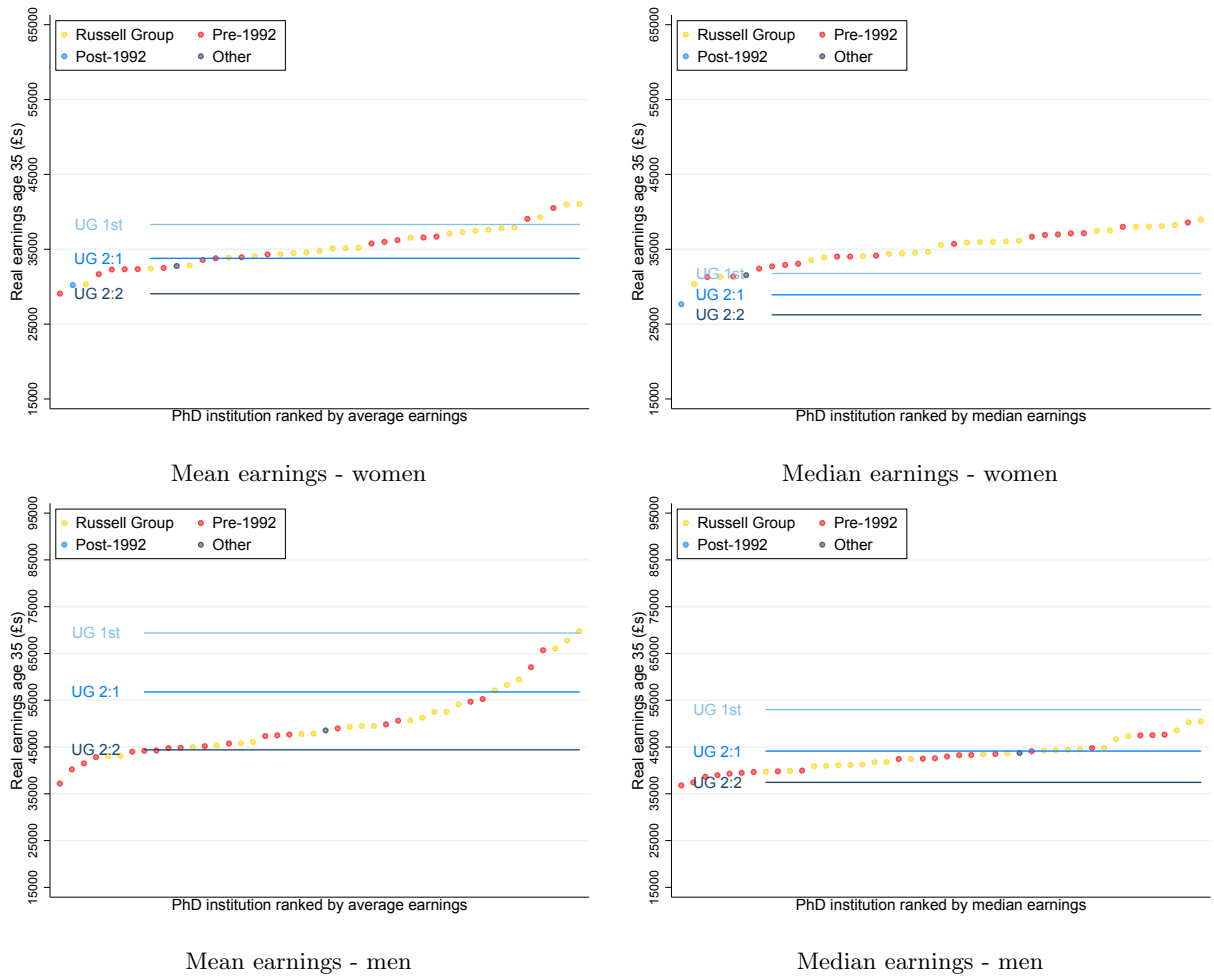 Russell Group
Pre-1992
Post-1992
Other
Real earnings age 35 (£s)
65000
55000
45000
35000
25000
15000
UG 1st
UG 2:1
UG 2:2
PhD institution ranked by average earnings
Mean earnings - women
Russell Group
Pre-1992
Post-1992
Other
Real earnings age 35 (£s)
65000
55000
45000
35000
25000
15000
UG 1st
UG 2:1
UG 2:2
PhD institution ranked by median earnings
Median earnings - women
Russell Group
Pre-1992
Post-1992
Other
Real earnings age 35 (£s)
95000
85000
75000
65000
55000
45000
35000
25000
15000
UG 1st
UG 2:1
UG 2:2
PhD institution ranked by average earnings
Mean earnings - men
Russell Group
Pre-1992
Post-1992
Other
Real earnings age 35 (£s)
95000
85000
75000
65000
55000
45000
35000
25000
15000
UG 1st
UG 2:1
UG 2:2
PhD institution ranked by median earnings
Median earnings - men